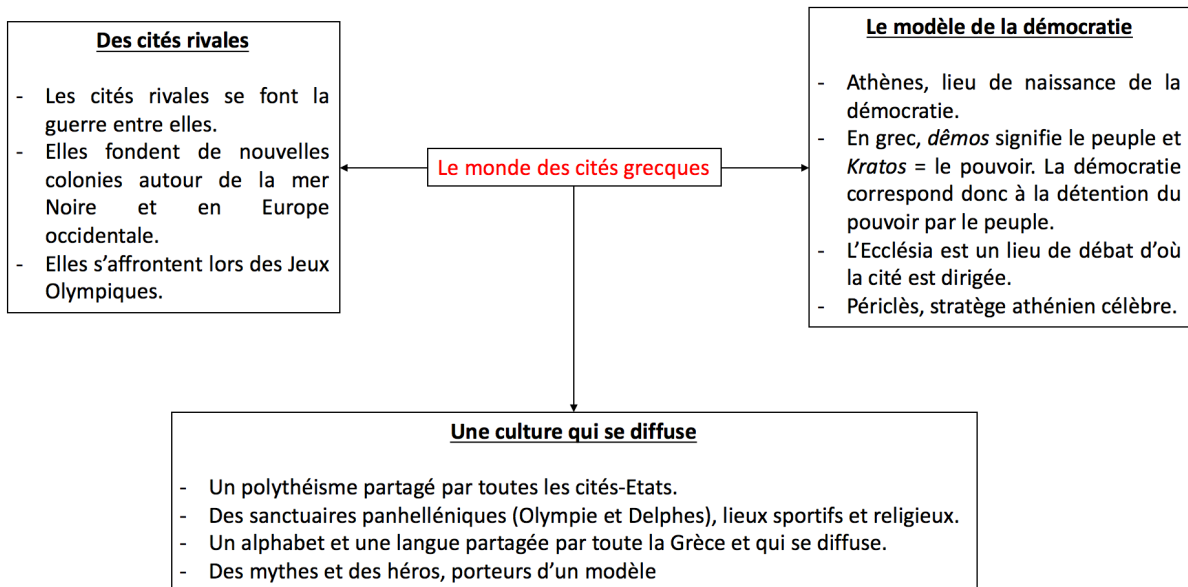 Des cités rivales
- Les cités rivales se font la
guerre entre elles.
- Elles fondent de nouvelles
colonies autour de la mer
Noire et en Europe
occidentale.
- Elles s'affrontent lors des Jeux
Olympiques.
Le monde des cités grecques
Le modèle de la démocratie
- Athènes, lieu de naissance de la
démocratie.
- En grec, dêmos signifie le peuple et
Kratos = le pouvoir. La démocratie
correspond donc à la détention du
pouvoir par le peuple.
- L'Ecclésia est un lieu de débat d'où
la cité est dirigée.
- Périclès, stratège athénien célèbre.
Une culture qui se diffuse
- Un polythéisme partagé par toutes les cités-Etats.
- Des sanctuaires panhelléniques (Olympie et Delphes), lieux sportifs et religieux.
- Un alphabet et une langue partagée par toute la Grèce et qui se diffuse.
- Des mythes et des héros, porteurs d'un modèle